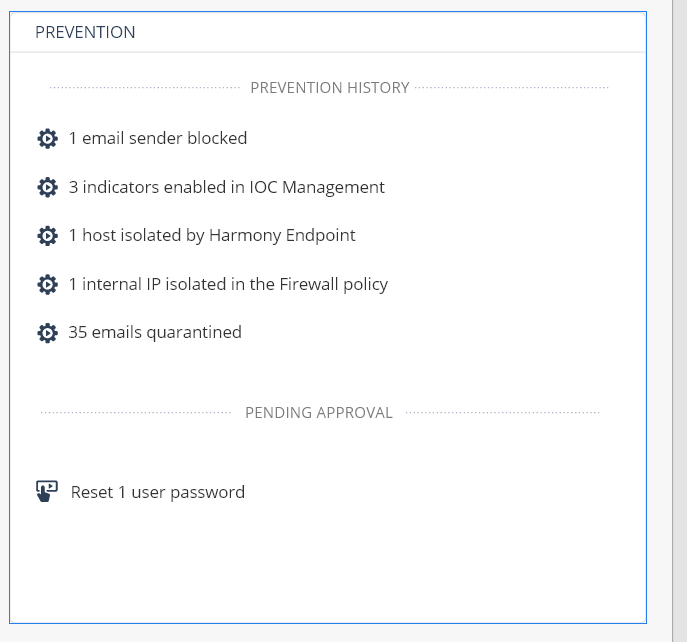 PREVENTION
PREVENTION HISTORY
1 email sender blocked
3 indicators enabled in IOC Management
1 host isolated by Harmony Endpoint
1 internal IP isolated in the Firewall policy
35 emails quarantined
PENDING APPROVAL
Reset 1 user password